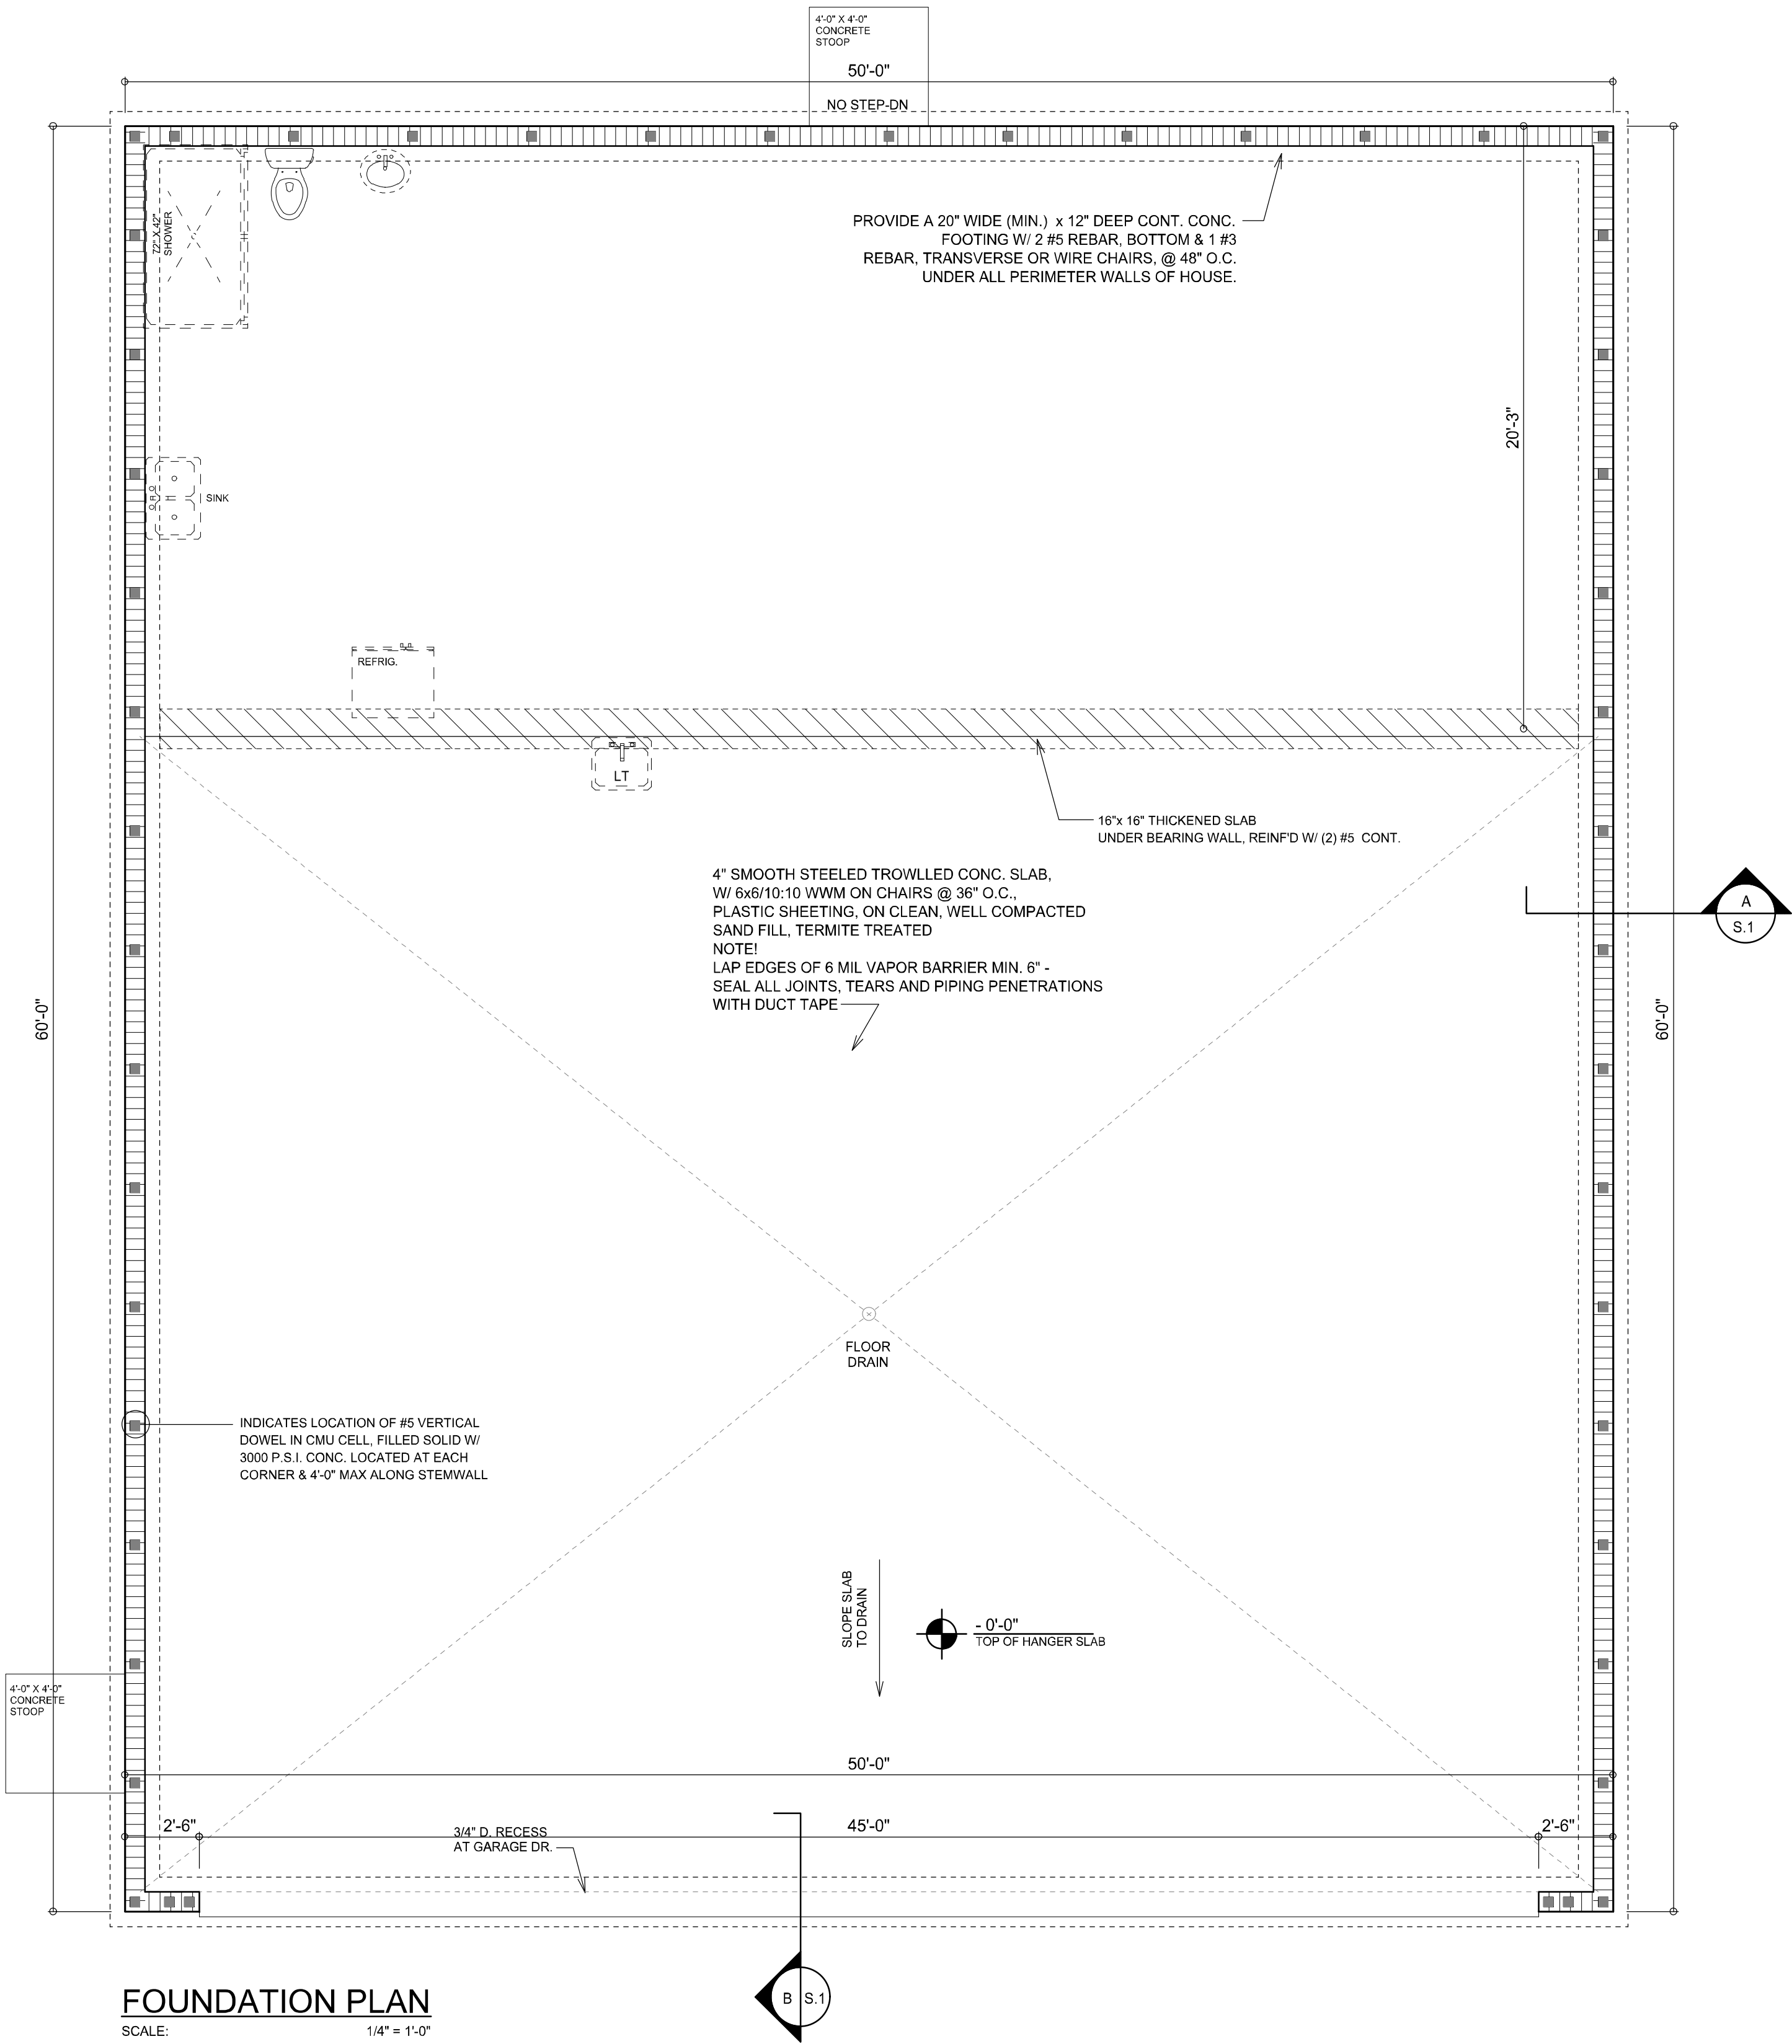 4'-0" X 4'-0"
CONCRETE
STOOP
50'-0"
NO STEP-DN
72" X 42"
SHOWER
PROVIDE A 20" WIDE (MIN.) x 12" DEEP CONT. CONC.
FOOTING W/ 2 #5 REBAR, BOTTOM & 1 #3
REBAR, TRANSVERSE OR WIRE CHAIRS, @ 48" O.C.
UNDER ALL PERIMETER WALLS OF HOUSE.
20'-3"
SINK
REFRIG.
LT
16"x 16" THICKENED SLAB
UNDER BEARING WALL, REINF'D W/ (2) #5 CONT.
4" SMOOTH STEELED TROWLLED CONC. SLAB,
W/ 6x6/10:10 WWM ON CHAIRS @ 36" O.C.,
PLASTIC SHEETING, ON CLEAN, WELL COMPACTED
SAND FILL, TERMITE TREATED
NOTE!
LAP EDGES OF 6 MIL VAPOR BARRIER MIN. 6" -
SEAL ALL JOINTS, TEARS AND PIPING PENETRATIONS
WITH DUCT TAPE
A
S.1
60'-0"
60'-0"
FLOOR
DRAIN
INDICATES LOCATION OF #5 VERTICAL
DOWEL IN CMU CELL, FILLED SOLID W/
3000 P.S.I. CONC. LOCATED AT EACH
CORNER & 4'-0" MAX ALONG STEMWALL
SLOPE SLAB
TO DRAIN
- 0'-0"
TOP OF HANGER SLAB
4'-0" X 4'-0"
CONCRETE
STOOP
50'-0"
2'-6"
45'-0"
2'-6"
3/4" D. RECESS
AT GARAGE DR.
B S.1
FOUNDATION PLAN
SCALE: 1/4" = 1'-0"